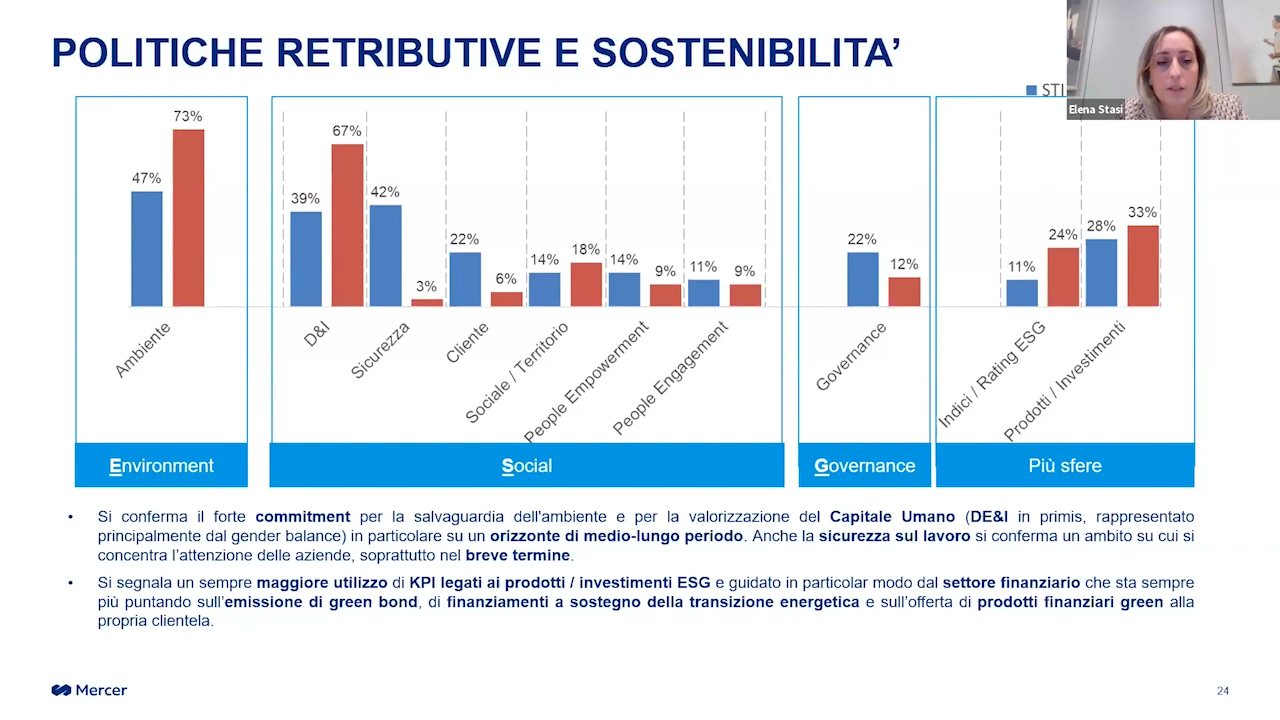 POLITICHE RETRIBUTIVE E SOSTENIBILITA’
STI
Elena Stasi
47%
73%
39%
67%
42%
3%
22%
6%
14%
18%
14%
9%
11%
9%
22%
12%
11%
24%
28%
33%
Ambiente
D&I
Sicurezza
Cliente
Sociale / Territorio
People Empowerment
People Engagement
Governance
Indici / Rating ESG
Prodotti / Investimenti
Environment
Social
Governance
Più sfere
• Si conferma il forte commitment per la salvaguardia dell'ambiente e per la valorizzazione del Capitale Umano (DE&I in primis, rappresentato
principalmente dal gender balance) in particolare su un orizzonte di medio-lungo periodo. Anche la sicurezza sul lavoro si conferma un ambito su cui si
concentra l’attenzione delle aziende, soprattutto nel breve termine.
• Si segnala un sempre maggiore utilizzo di KPI legati ai prodotti / investimenti ESG e guidato in particolar modo dal settore finanziario che sta sempre
più puntando sull’emissione di green bond, di finanziamenti a sostegno della transizione energetica e sull’offerta di prodotti finanziari green alla
propria clientela.
Mercer
24